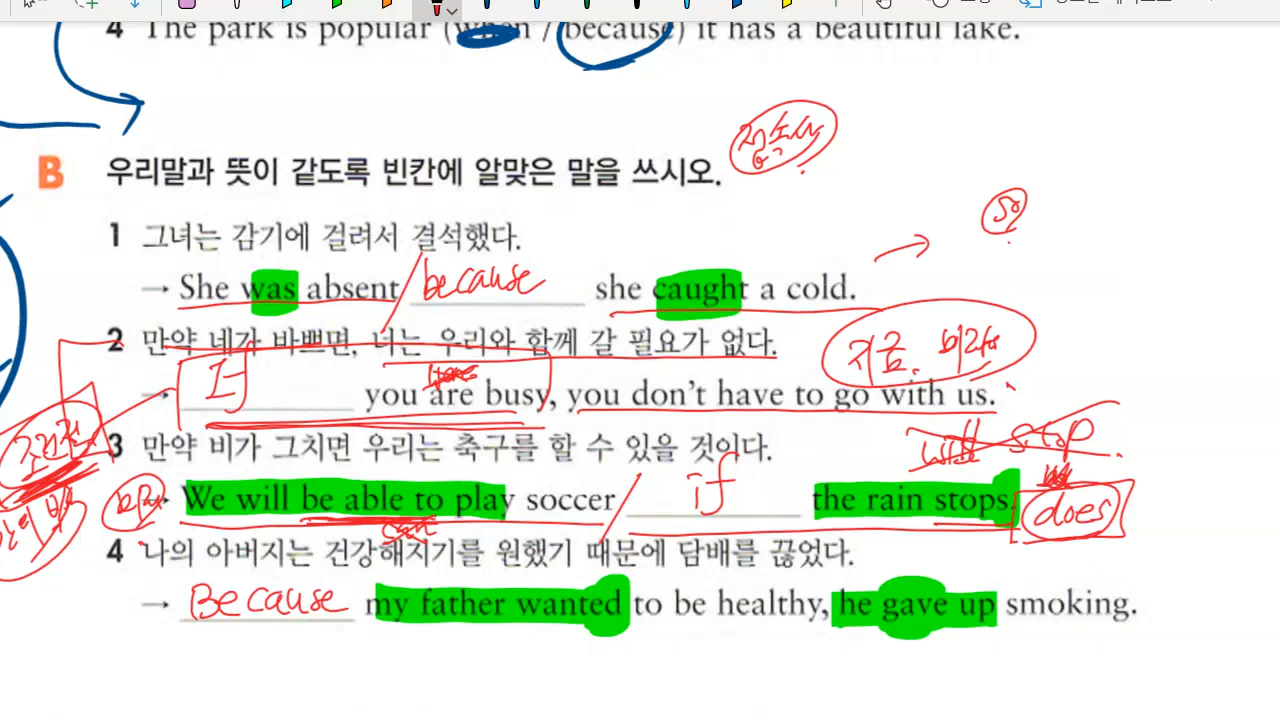 4 The park is popular (when / because) it has a beautiful lake.
접속사
B 우리말과 뜻이 같도록 빈칸에 알맞은 말을 쓰시오.
so
1 그녀는 감기에 걸려서 결석했다.
→ She was absent because she caught a cold.
2 만약 네가 바쁘면, 너는 우리와 함께 갈 필요가 없다.
지금
→ If you are busy, you don't have to go with us.
3 만약 비가 그치면 우리는 축구를 할 수 있을 것이다.
will stop
→ We will be able to play soccer if the rain stops.
does
4 나의 아버지는 건강해지기를 원했기 때문에 담배를 끊었다.
→ Because my father wanted to be healthy, he gave up smoking.